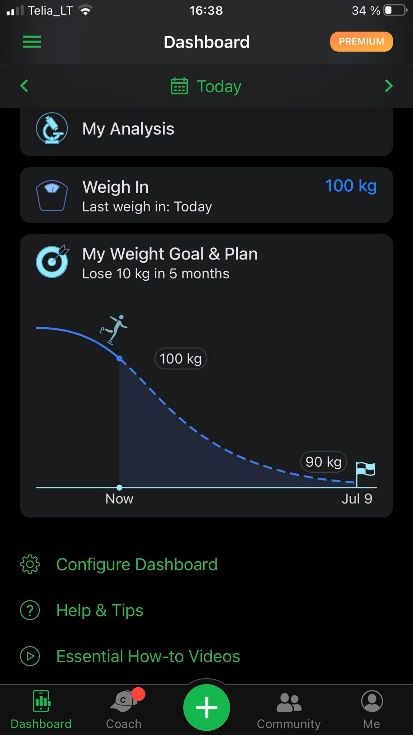 Telia_LT
16:38
34 %
Dashboard
PREMIUM
Today
My Analysis
Weigh In
100 kg
Last weigh in: Today
My Weight Goal & Plan
Lose 10 kg in 5 months
100 kg
90 kg
Now
Jul 9
Configure Dashboard
? Help & Tips
Essential How-to Videos
C
Dashboard
Coach
Community
Me